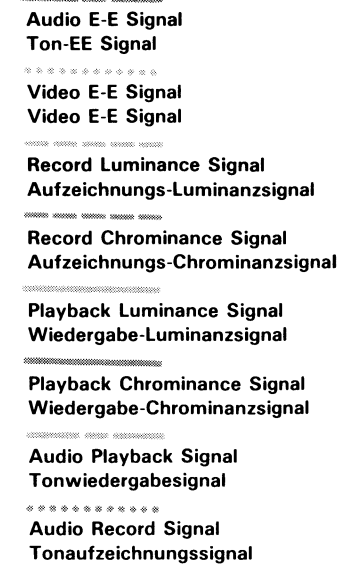 Audio E-E Signal
Ton-EE Signal
Video E-E Signal
Video E-E Signal
Record Luminance Signal
Aufzeichnungs-Luminanzsignal
Record Chrominance Signal
Aufzeichnungs-Chrominanzsignal
Playback Luminance Signal
Wiedergabe-Luminanzsignal
Playback Chrominance Signal
Wiedergabe-Chrominanzsignal
Audio Playback Signal
Tonwiedergabesignal
Audio Record Signal
Tonaufzeichnungssignal